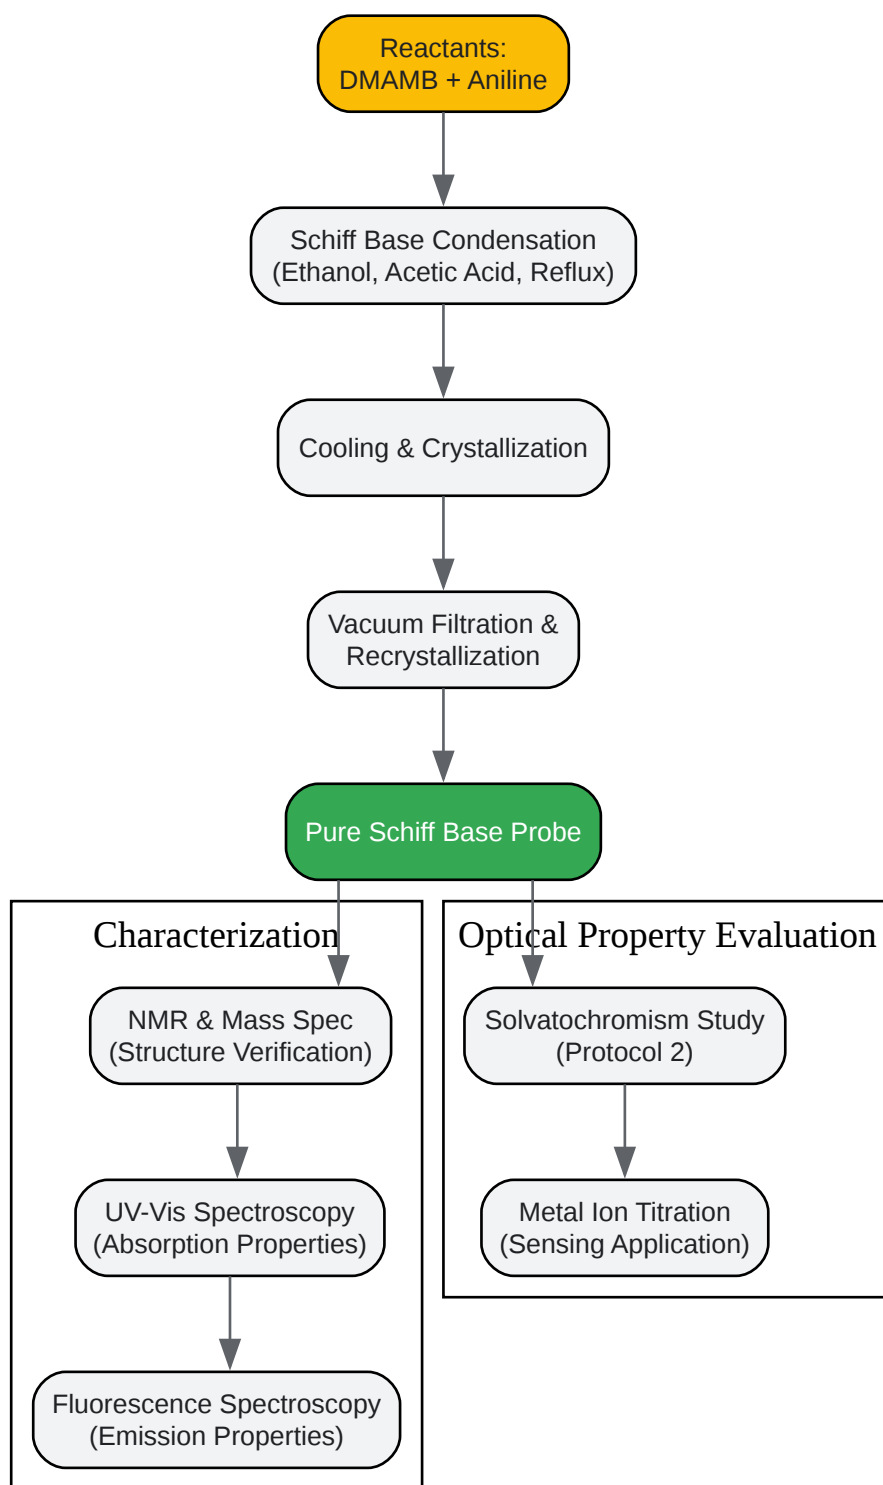 Reactants:
DMAMB + Aniline
Schiff Base Condensation
(Ethanol, Acetic Acid, Reflux)
Cooling & Crystallization
Vacuum Filtration &
Recrystallization
Pure Schiff Base Probe
Characterization
NMR & Mass Spec
(Structure Verification)
UV-Vis Spectroscopy
(Absorption Properties)
Fluorescence Spectroscopy
(Emission Properties)
Optical Property Evaluation
Solvatochromism Study
(Protocol 2)
Metal Ion Titration
(Sensing Application)